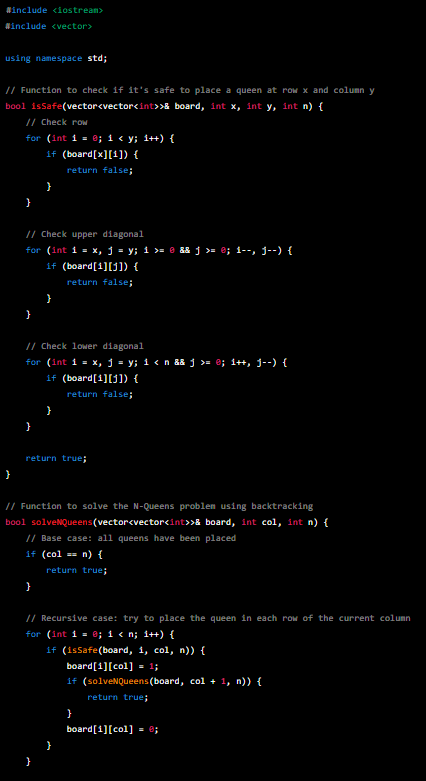 #include <iostream>
#include <vector>

using namespace std;

// Function to check if it's safe to place a queen at row x and column y
bool isSafe(vector<vector<int>>& board, int x, int y, int n) {
    // Check row
    for (int i = 0; i < y; i++) {
        if (board[x][i]) {
            return false;
        }
    }

    // Check upper diagonal
    for (int i = x, j = y; i >= 0 && j >= 0; i--, j--) {
        if (board[i][j]) {
            return false;
        }
    }

    // Check lower diagonal
    for (int i = x, j = y; i < n && j >= 0; i++, j--) {
        if (board[i][j]) {
            return false;
        }
    }

    return true;
}

// Function to solve the N-Queens problem using backtracking
bool solveNQueens(vector<vector<int>>& board, int col, int n) {
    // Base case: all queens have been placed
    if (col == n) {
        return true;
    }

    // Recursive case: try to place the queen in each row of the current column
    for (int i = 0; i < n; i++) {
        if (isSafe(board, i, col, n)) {
            board[i][col] = 1;
            if (solveNQueens(board, col + 1, n)) {
                return true;
            }
            board[i][col] = 0;
        }
    }